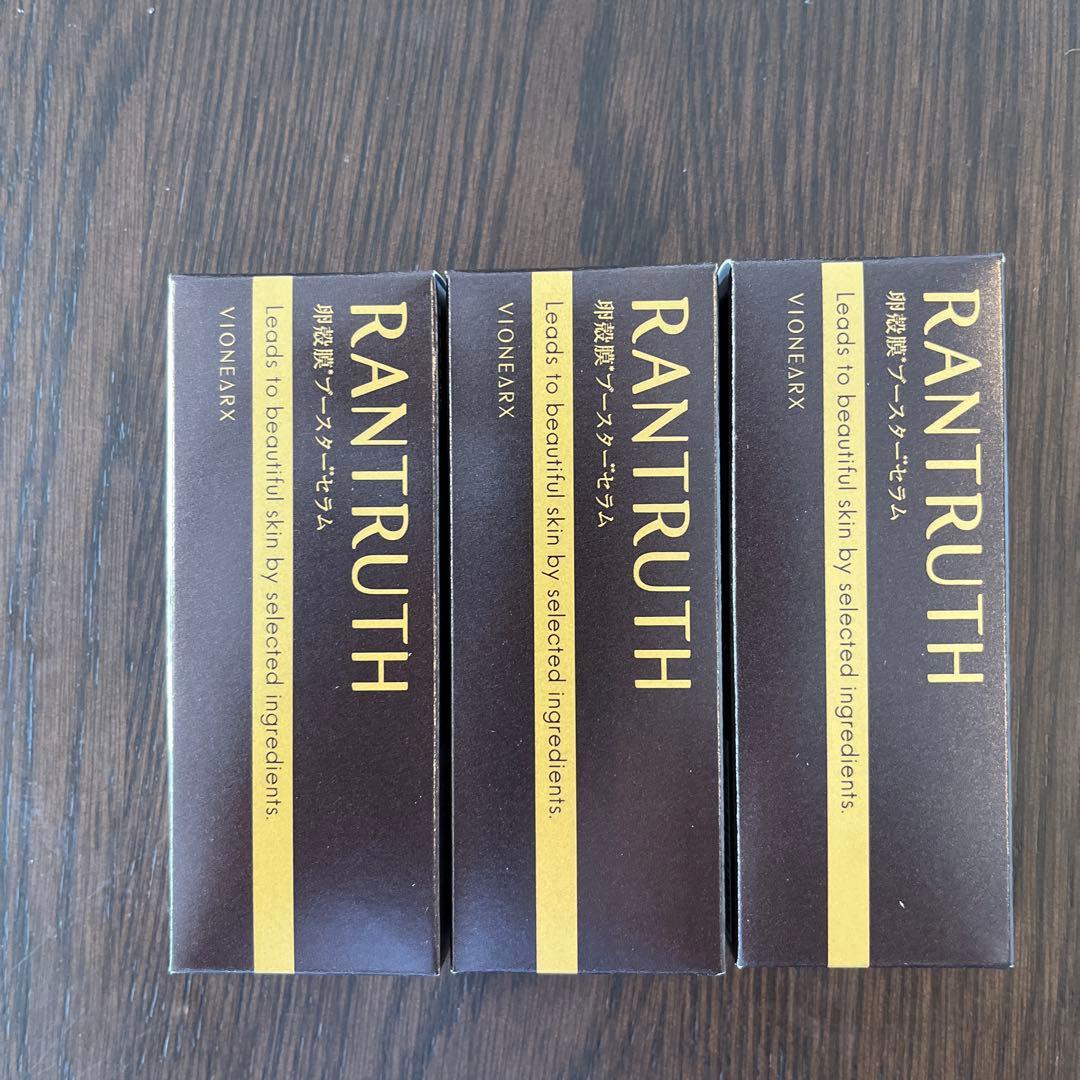 RANTRUTH
卵殻膜*ブースター**セラム
Leads to beautiful skin by selected ingredients.
VIONEARX
RANTRUTH
卵殻膜*ブースター**セラム
Leads to beautiful skin by selected ingredients.
VIONEARX
RANTRUTH
卵殻膜*ブースター**セラム
Leads to beautiful skin by selected ingredients.
VIONEARX